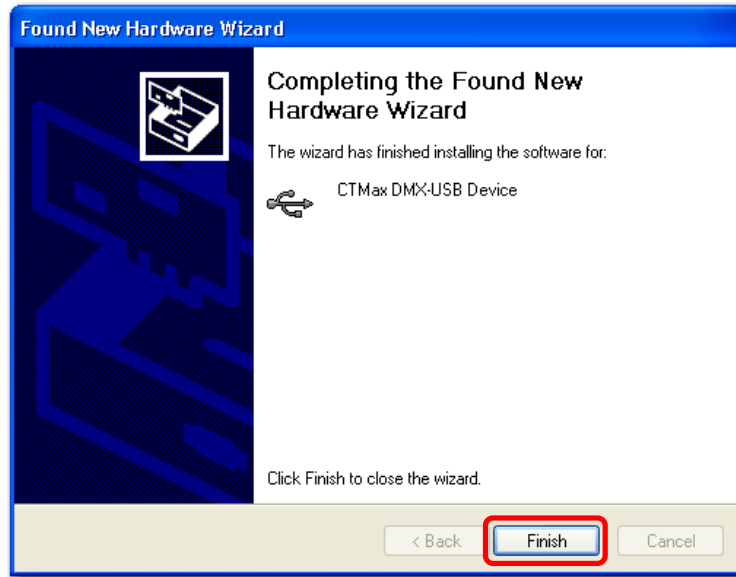 Found New Hardware Wizard
Completing the Found New
Hardware Wizard
The wizard has finished installing the software for:
CTMax DMX-USB Device
Click Finish to close the wizard.
< Back Finish Cancel